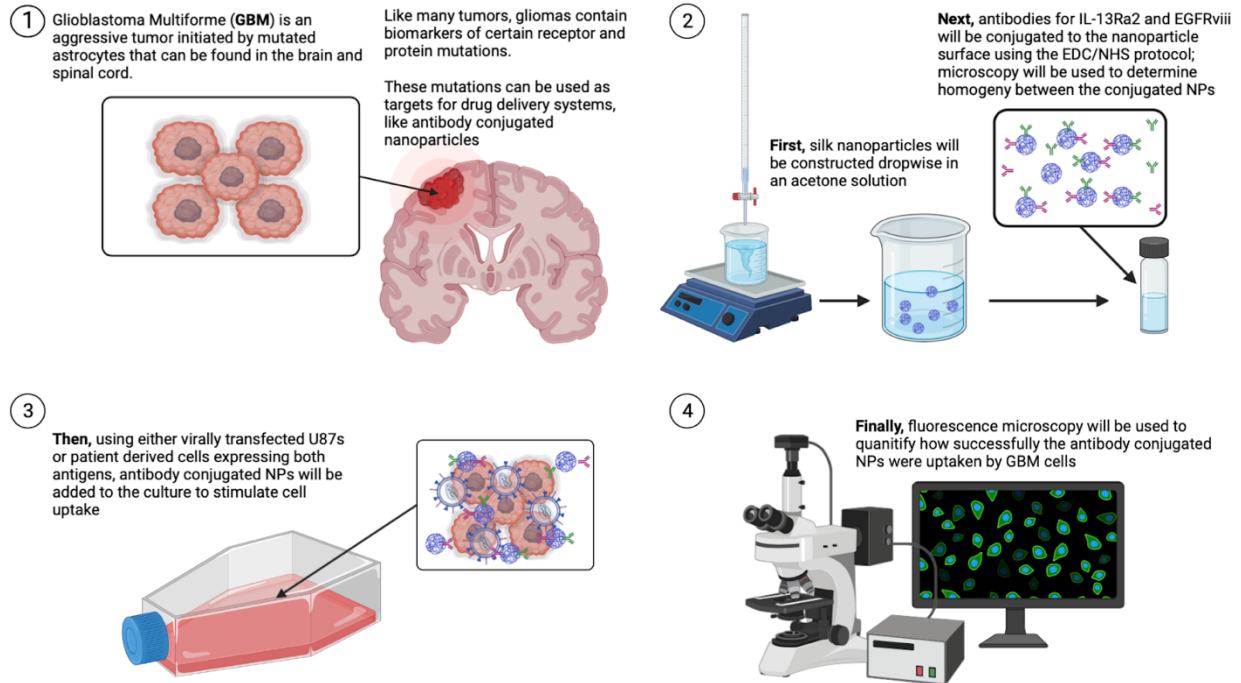 1
Glioblastoma Multiforme (GBM) is an
aggressive tumor initiated by mutated
astrocytes that can be found in the brain and
spinal cord.
Like many tumors, gliomas contain
biomarkers of certain receptor and
protein mutations.
These mutations can be used as
targets for drug delivery systems,
like antibody conjugated
nanoparticles
2
First, silk nanoparticles will
be constructed dropwise in
an acetone solution
Next, antibodies for IL-13Ra2 and EGFRviii
will be conjugated to the nanoparticle
surface using the EDC/NHS protocol;
microscopy will be used to determine
homogeny between the conjugated NPs
3
Then, using either virally transfected U87s
or patient derived cells expressing both
antigens, antibody conjugated NPs will be
added to the culture to stimulate cell
uptake
4
Finally, fluorescence microscopy will be used to
quanitify how successfully the antibody conjugated
NPs were uptaken by GBM cells